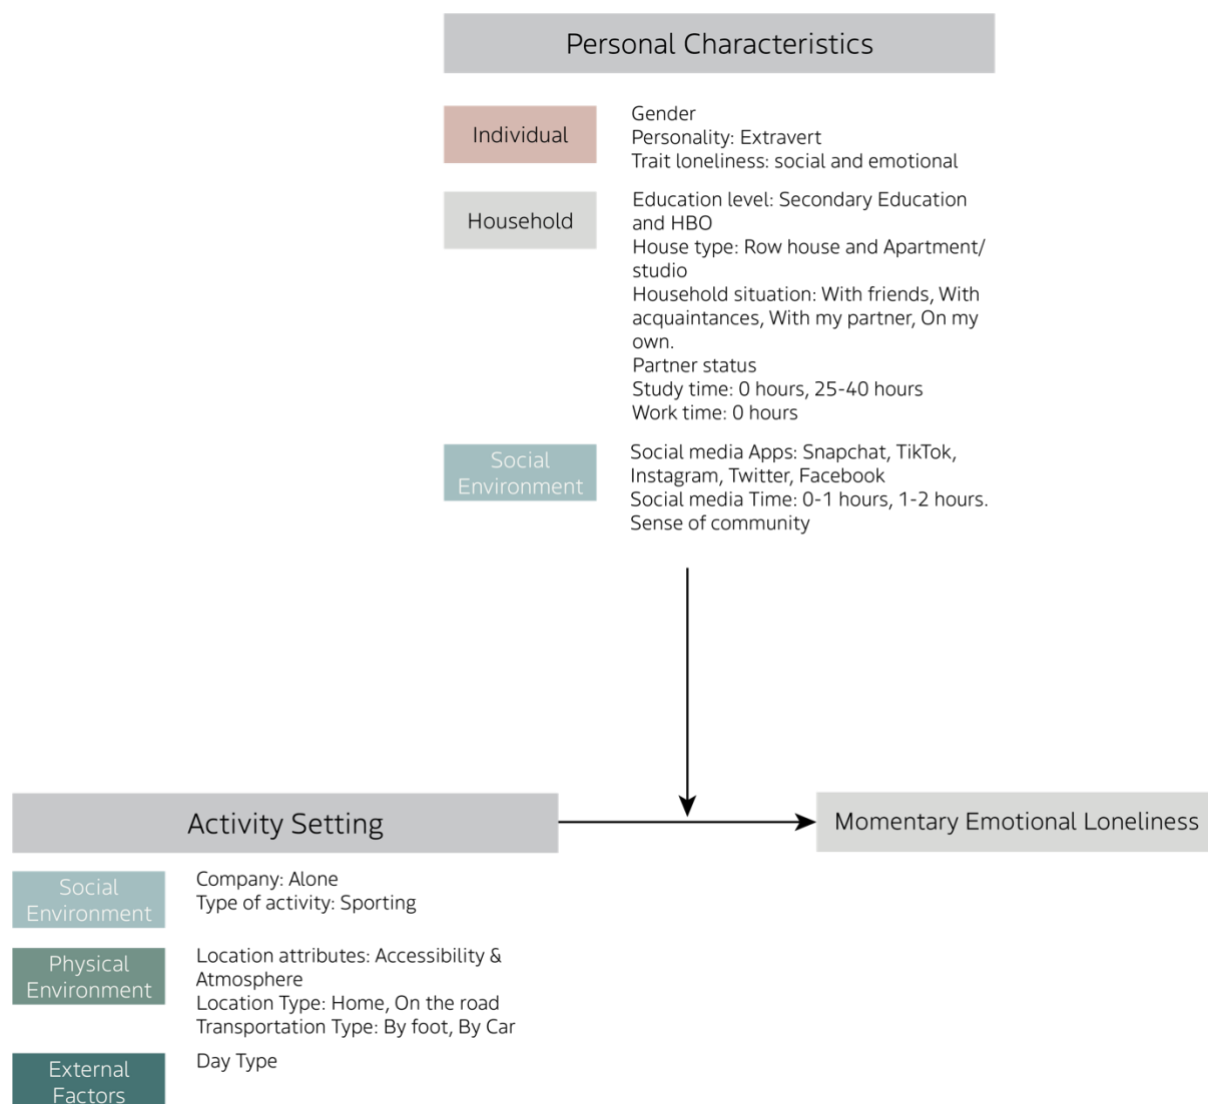 Personal Characteristics
Individual
Gender
Personality: Extravert
Trait loneliness: social and emotional
Household
Education level: Secondary Education
and HBO
House type: Row house and Apartment/
studio
Household situation: With friends, With
acquaintances, With my partner, On my
own.
Partner status
Study time: 0 hours, 25-40 hours
Work time: 0 hours
Social
Environment
Social media Apps: Snapchat, TikTok,
Instagram, Twitter, Facebook
Social media Time: 0-1 hours, 1-2 hours.
Sense of community
Activity Setting
Momentary Emotional Loneliness
Social
Environment
Company: Alone
Type of activity: Sporting
Physical
Environment
Location attributes: Accessibility &
Atmosphere
Location Type: Home, On the road
Transportation Type: By foot, By Car
External
Factors
Day Type